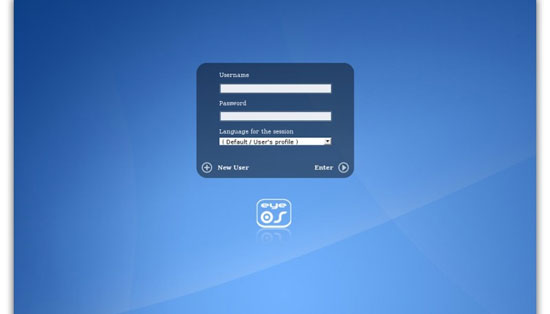 Username
Password
Language for the session
( Default / User's profile )
New User
Enter
eye
OS